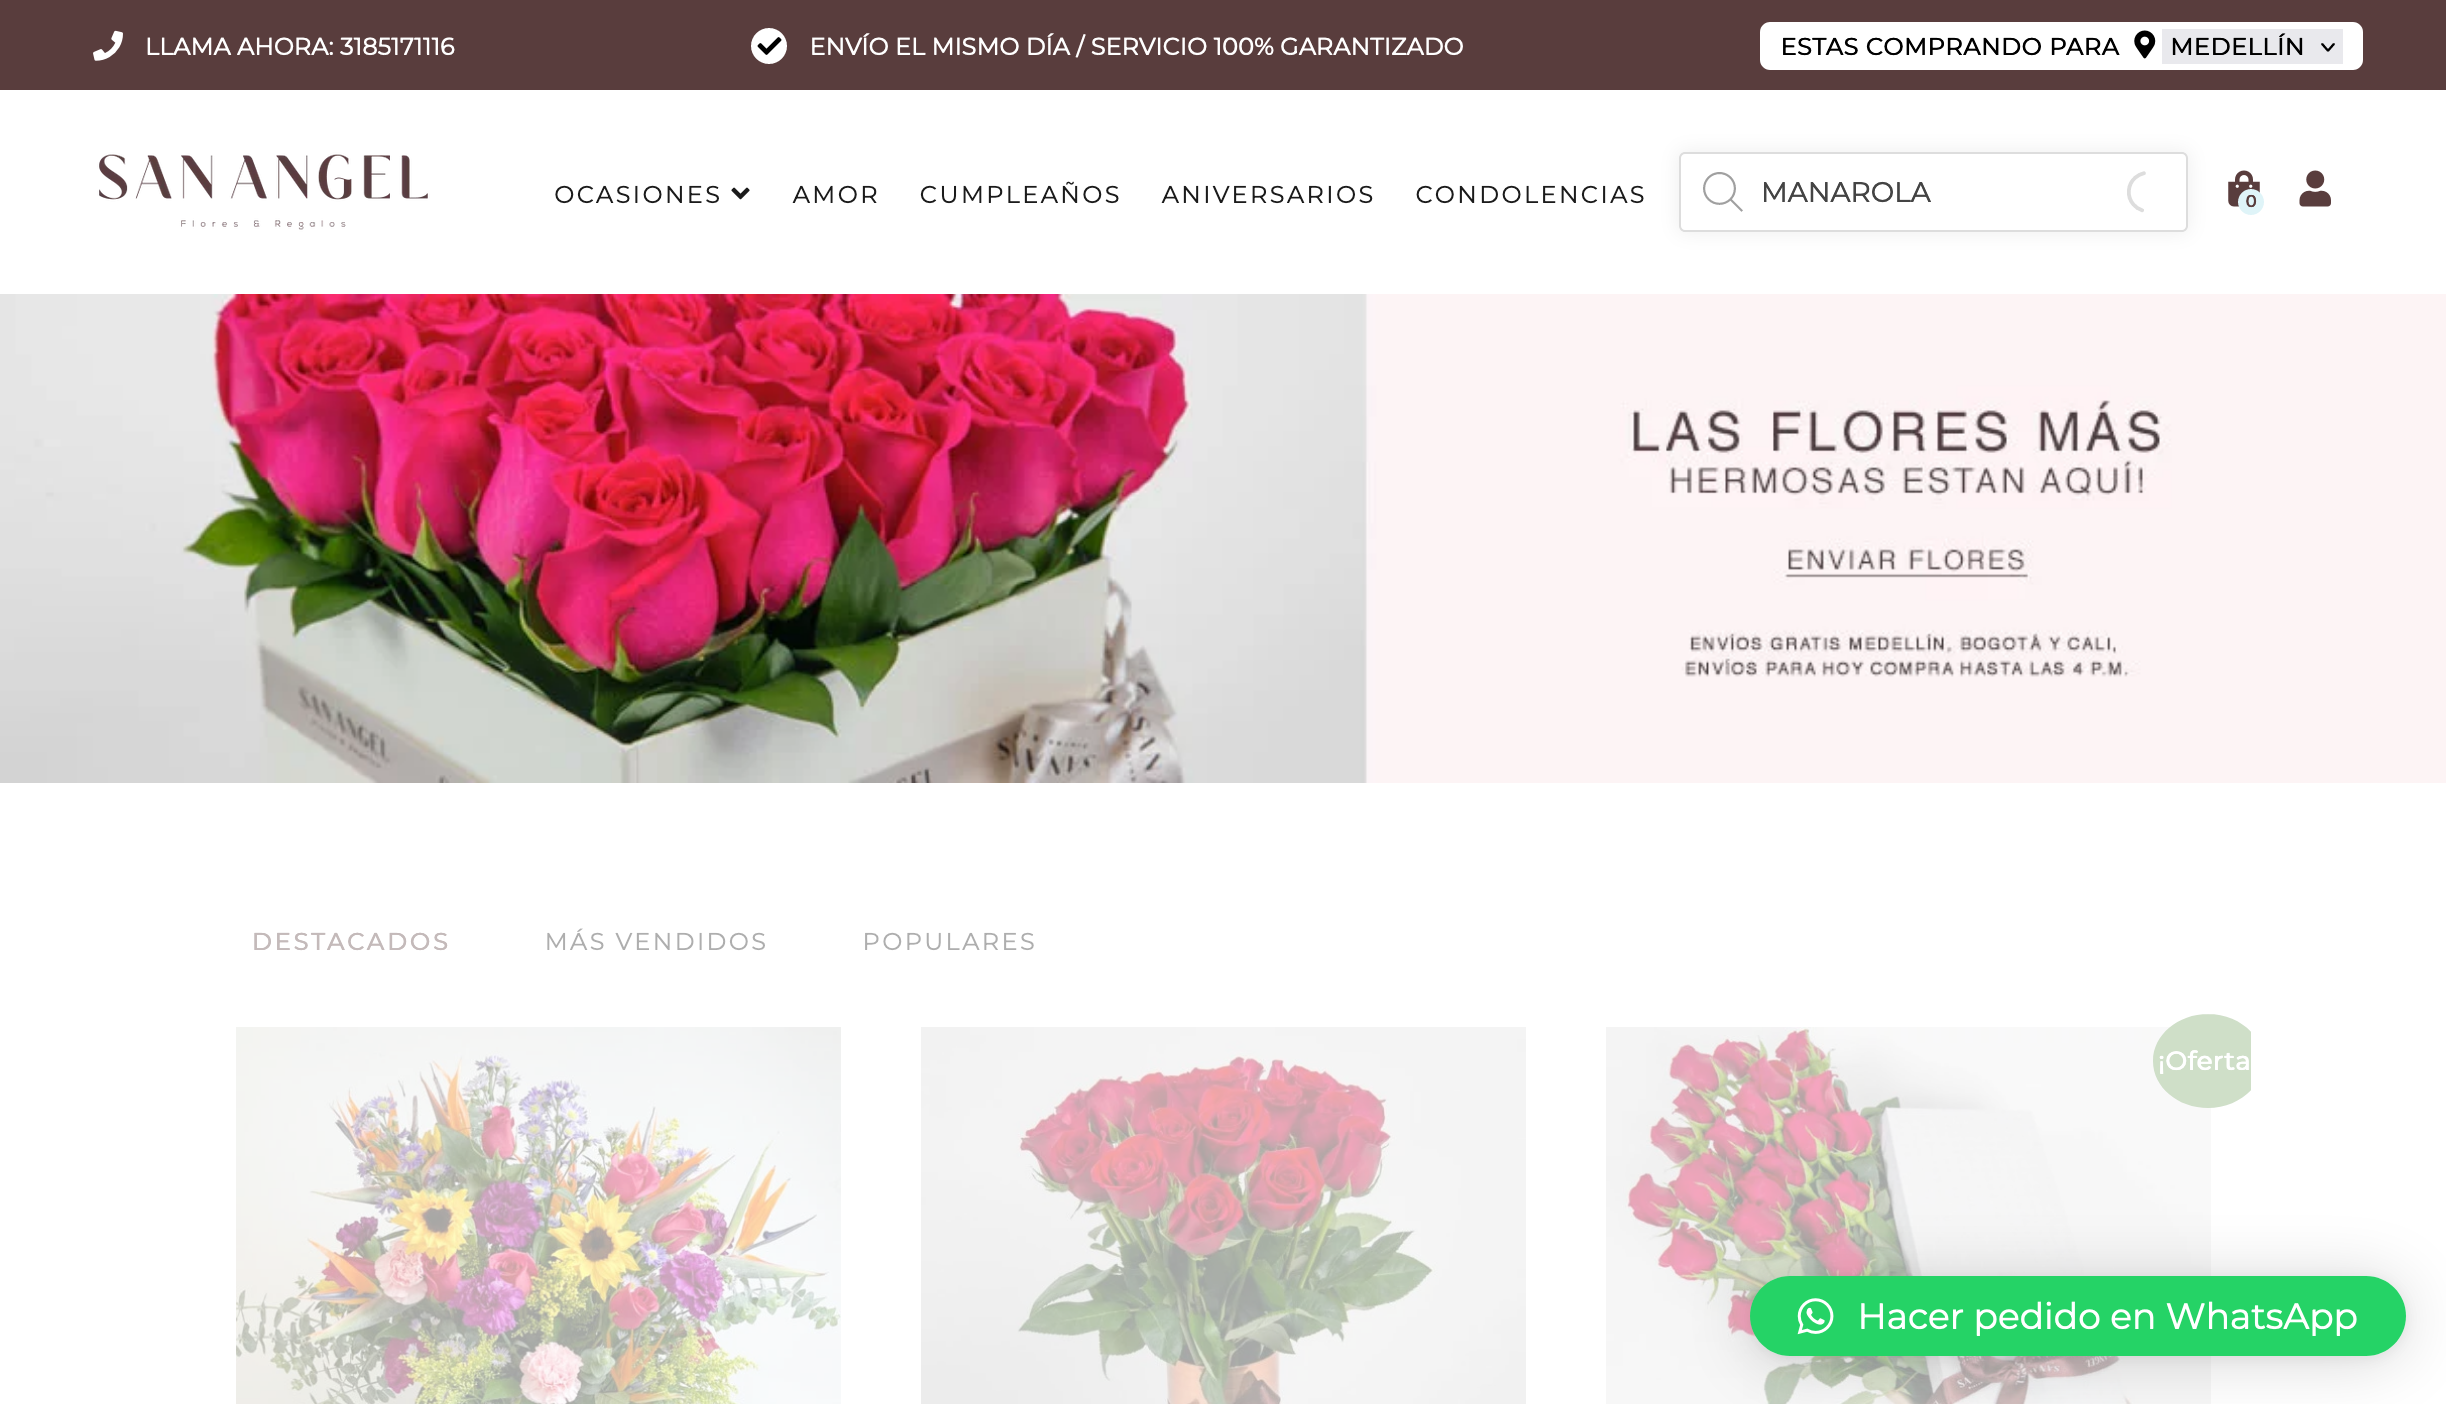 LLAMA AHORA: 3185171116
ENVÍO EL MISMO DÍA / SERVICIO 100% GARANTIZADO
ESTAS COMPRANDO PARA MEDELLÍN
SAN ANGEL
Flores & Regalos
OCASIONES AMOR CUMPLEAÑOS ANIVERSARIOS CONDOLENCIAS
MANAROLA
0
LAS FLORES MÁS
HERMOSAS ESTAN AQUÍ!
ENVIAR FLORES
ENVÍOS GRATIS MEDELLÍN, BOGOTÁ Y CALI,
ENVÍOS PARA HOY COMPRA HASTA LAS 4 P.M.
SAN ANGEL
DESTACADOS MÁS VENDIDOS POPULARES
¡Oferta
Hacer pedido en WhatsApp